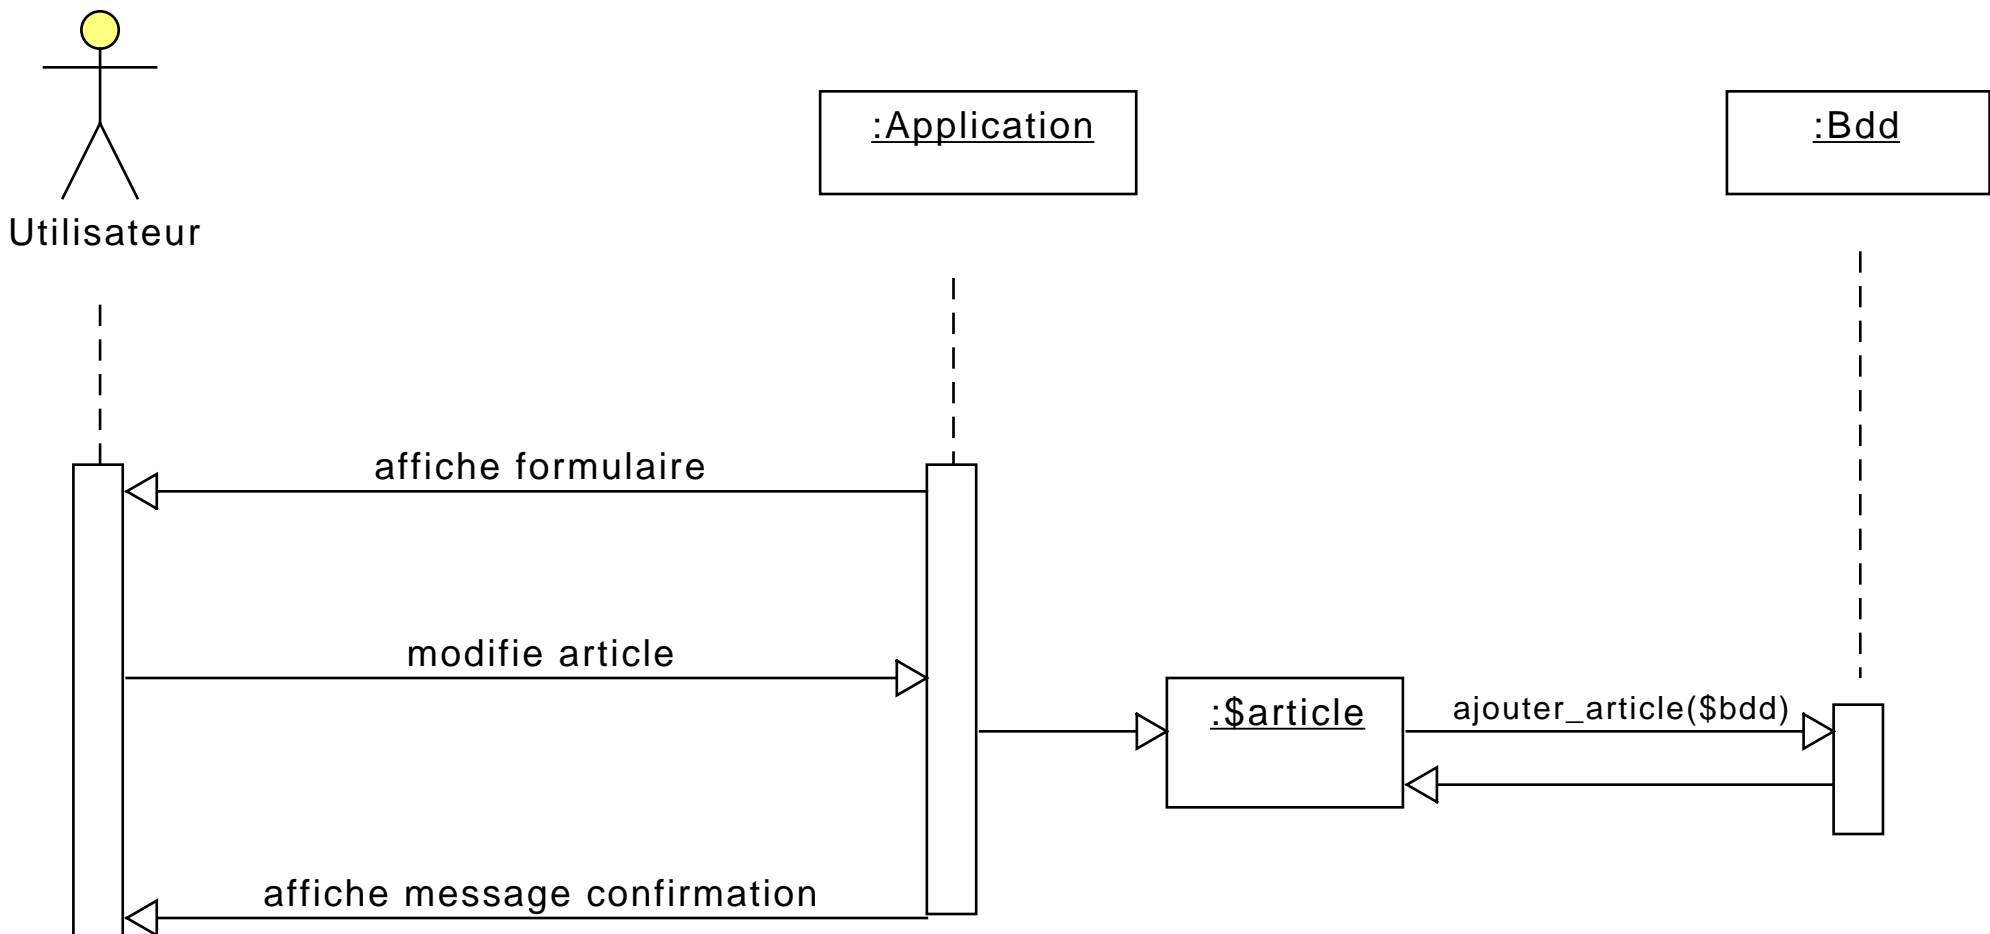 :Application
:Bdd
Utilisateur
affiche formulaire
modifie article
:$article
ajouter_article($bdd)
affiche message confirmation